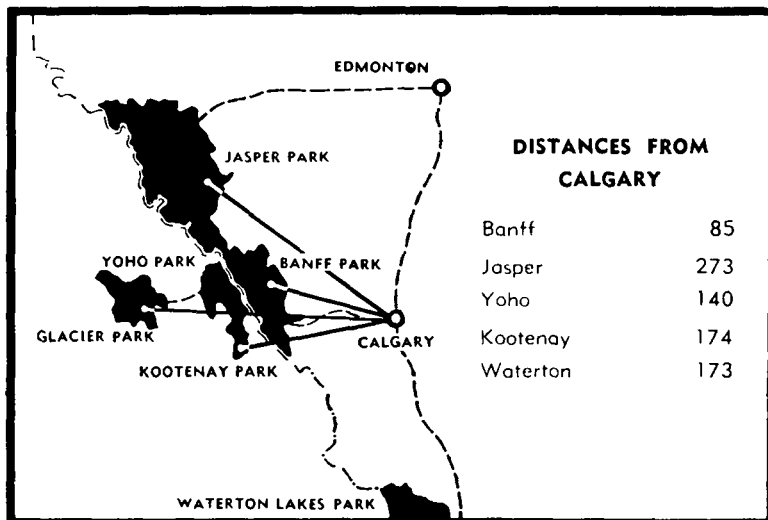 EDMONTON
DISTANCES FROM
CALGARY
JASPER PARK
Banff 85
YOHO PARK
BANFF PARK
Jasper 273
Yoho 140
GLACIER PARK
CALGARY
Kootenay 174
KOOTENAY PARK
Waterton 173
WATERTON LAKES PARK